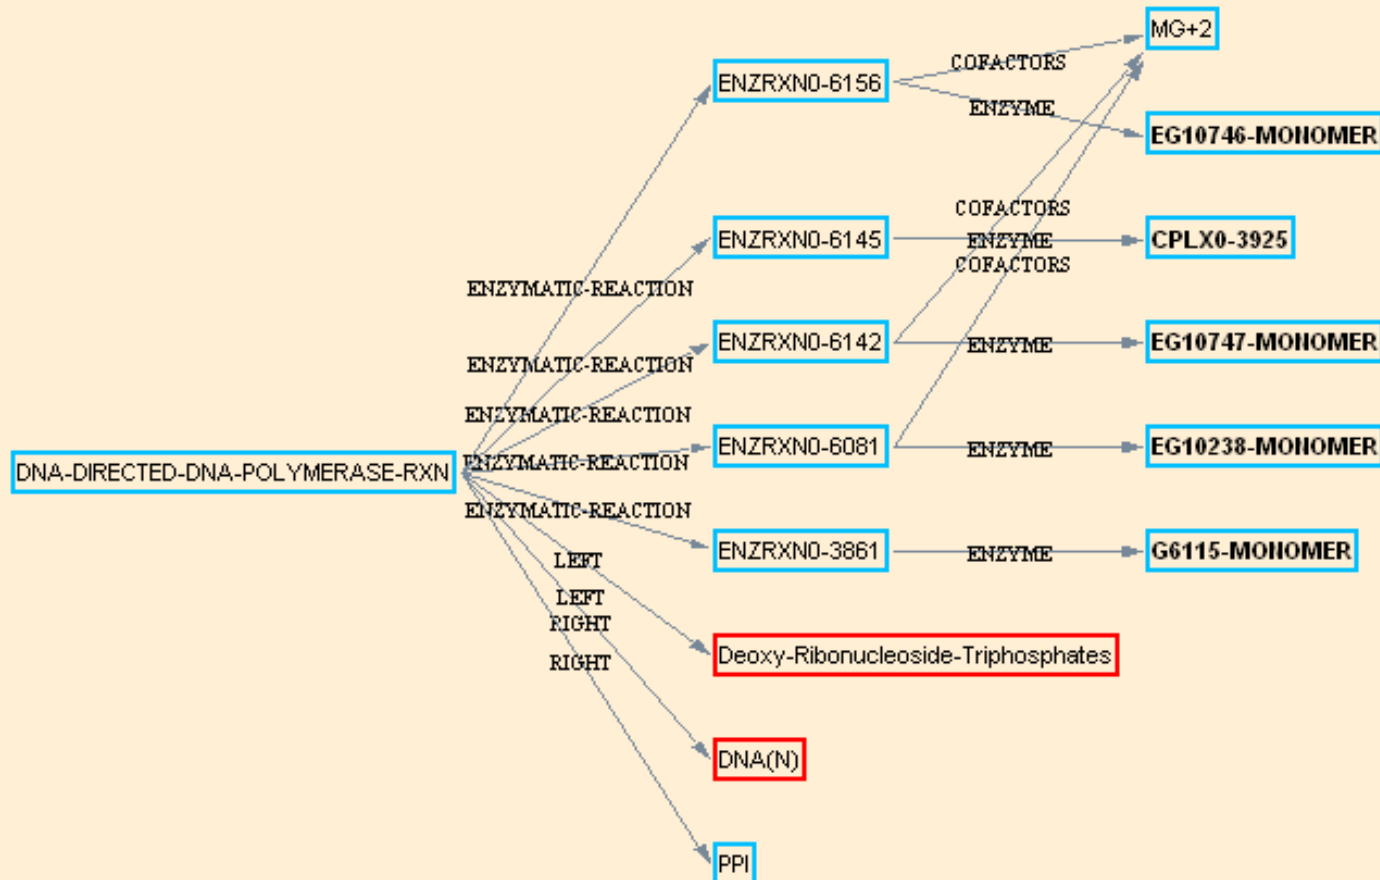 MG+2
COFACTORS
ENZRXN0-6156
ENZYME
EG10746-MONOMER
COFACTORS
ENZRXN0-6145
ENZYME
CPLX0-3925
COFACTORS
ENZYMATIC-REACTION
ENZRXN0-6142
ENZYME
EG10747-MONOMER
ENZYMATIC-REACTION
ENZYMATIC-REACTION
ENZRXN0-6081
ENZYME
EG10238-MONOMER
ENZYMATIC-REACTION
DNA-DIRECTED-DNA-POLYMERASE-RXN
ENZYMATIC-REACTION
ENZRXN0-3861
ENZYME
G6115-MONOMER
LEFT
LEFT
RIGHT
Deoxy-Ribonucleoside-Triphosphates
RIGHT
DNA(N)
PPI